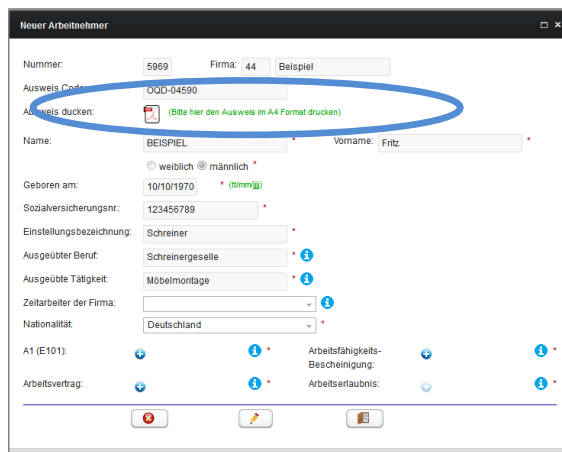 Neuer Arbeitnehmer
Nummer: 5969 Firma: 44 Beispiel
Ausweis Code: OQD-04590
Ausweis ducken: (Bitte hier den Ausweis im A4 Format drucken)
Name: BEISPIEL * Vorname: Fritz *
weiblich männlich *
Geboren am: 10/10/1970 * (tt/mm/jjjj)
Sozialversicherungsnr.: 123456789 *
Einstellungsbezeichnung: Schreiner *
Ausgeübter Beruf: Schreinergeselle *
Ausgeübte Tätigkeit: Möbelmontage *
Zeitarbeiter der Firma:
Nationalität: Deutschland *
A1 (E101): * Arbeitsfähigkeits-
Bescheinigung: *
Arbeitsvertrag: * Arbeitserlaubnis: *